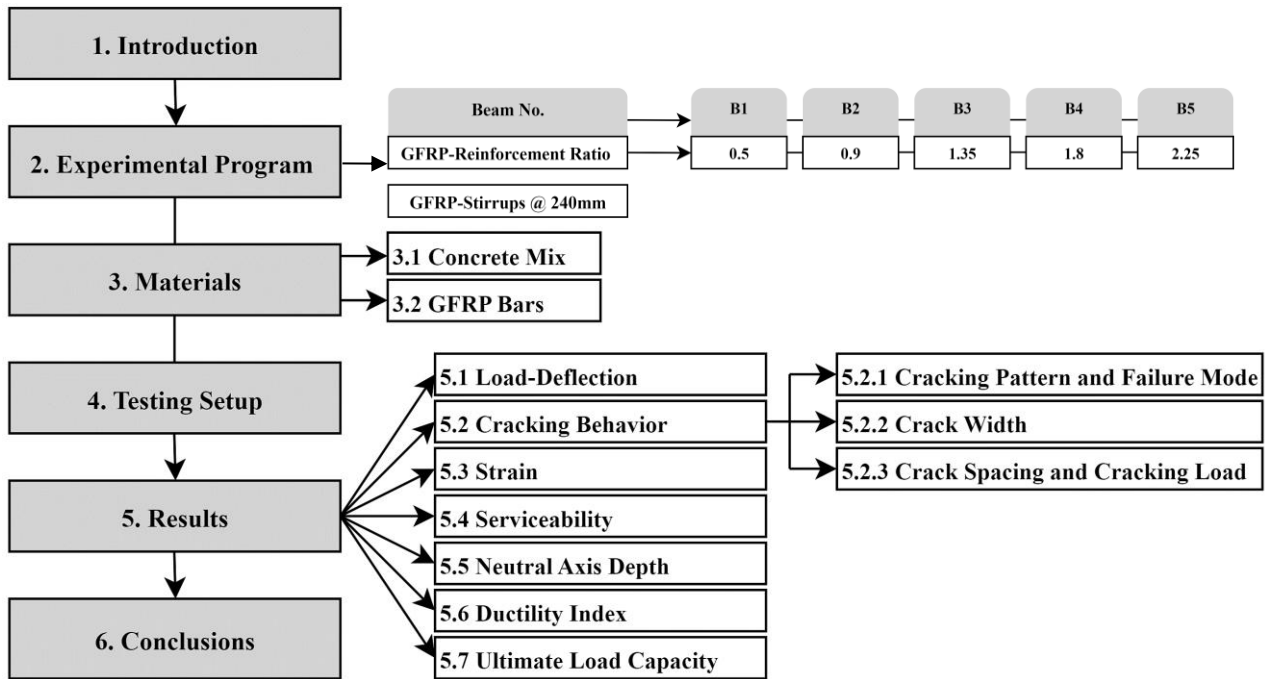 1. Introduction
2. Experimental Program
Beam No. B1 B2 B3 B4 B5
GFRP-Reinforcement Ratio 0.5 0.9 1.35 1.8 2.25
GFRP-Stirrups @ 240mm
3. Materials
3.1 Concrete Mix
3.2 GFRP Bars
4. Testing Setup
5. Results
5.1 Load-Deflection
5.2 Cracking Behavior
5.2.1 Cracking Pattern and Failure Mode
5.2.2 Crack Width
5.2.3 Crack Spacing and Cracking Load
5.3 Strain
5.4 Serviceability
5.5 Neutral Axis Depth
5.6 Ductility Index
5.7 Ultimate Load Capacity
6. Conclusions